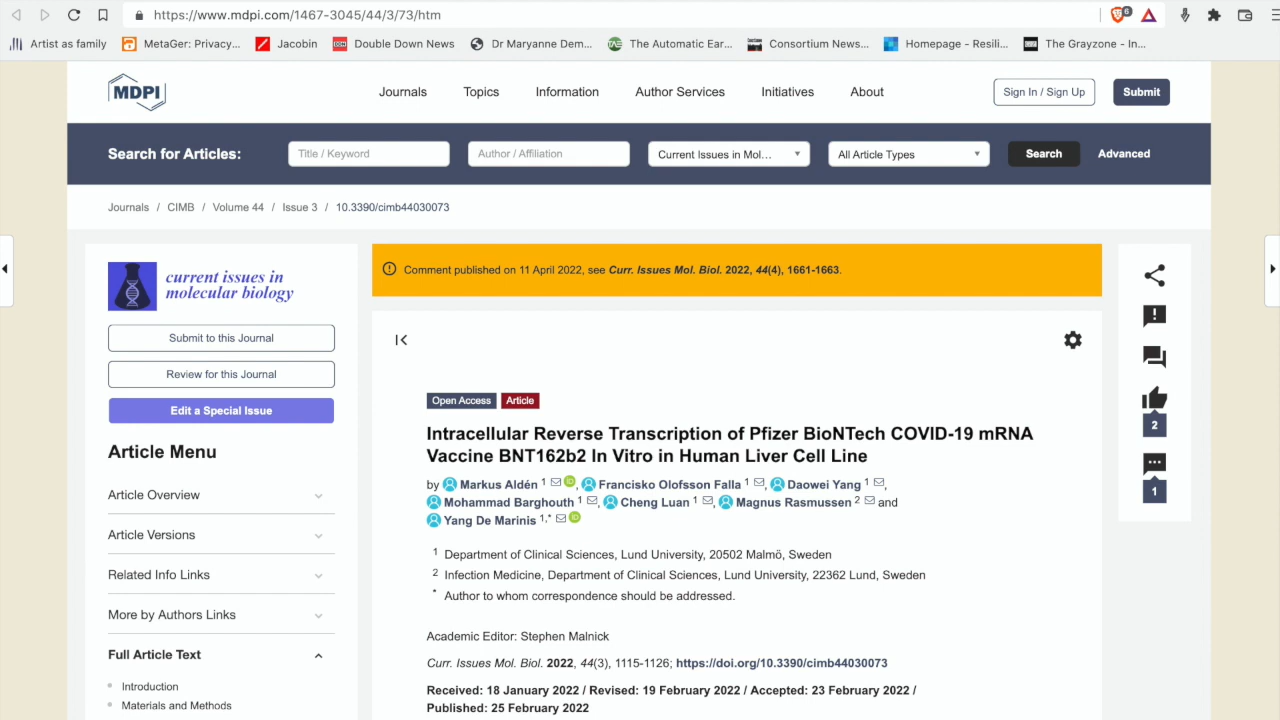 https://www.mdpi.com/1467-3045/44/3/73/htm
6
Artist as family
MetaGer: Privacy...
Jacobin
Double Down News
Dr Maryanne Dem...
The Automatic Ear...
Consortium News...
Homepage - Resili...
The Grayzone - In...
MDPI
Journals
Topics
Information
Author Services
Initiatives
About
Sign In / Sign Up
Submit
Search for Articles:
Title / Keyword
Author / Affiliation
Current Issues in Mol...
All Article Types
Search
Advanced
Journals / CIMB / Volume 44 / Issue 3 / 10.3390/cimb44030073
current issues in
molecular biology
Submit to this Journal
Review for this Journal
Edit a Special Issue
Article Menu
Article Overview
Article Versions
Related Info Links
More by Authors Links
Full Article Text
Introduction
Materials and Methods
Comment published on 11 April 2022, see Curr. Issues Mol. Biol. 2022, 44(4), 1661-1663.
Open Access
Article
Intracellular Reverse Transcription of Pfizer BioNTech COVID-19 mRNA
Vaccine BNT162b2 In Vitro in Human Liver Cell Line
by Markus Aldén 1, Francisko Olofsson Falla 1, Daowei Yang 1,
Mohammad Barghouth 1, Cheng Luan 1, Magnus Rasmussen 2 and
Yang De Marinis 1,*
1 Department of Clinical Sciences, Lund University, 20502 Malmö, Sweden
2 Infection Medicine, Department of Clinical Sciences, Lund University, 22362 Lund, Sweden
* Author to whom correspondence should be addressed.
Academic Editor: Stephen Malnick
Curr. Issues Mol. Biol. 2022, 44(3), 1115-1126; https://doi.org/10.3390/cimb44030073
Received: 18 January 2022 / Revised: 19 February 2022 / Accepted: 23 February 2022 /
Published: 25 February 2022
2
1